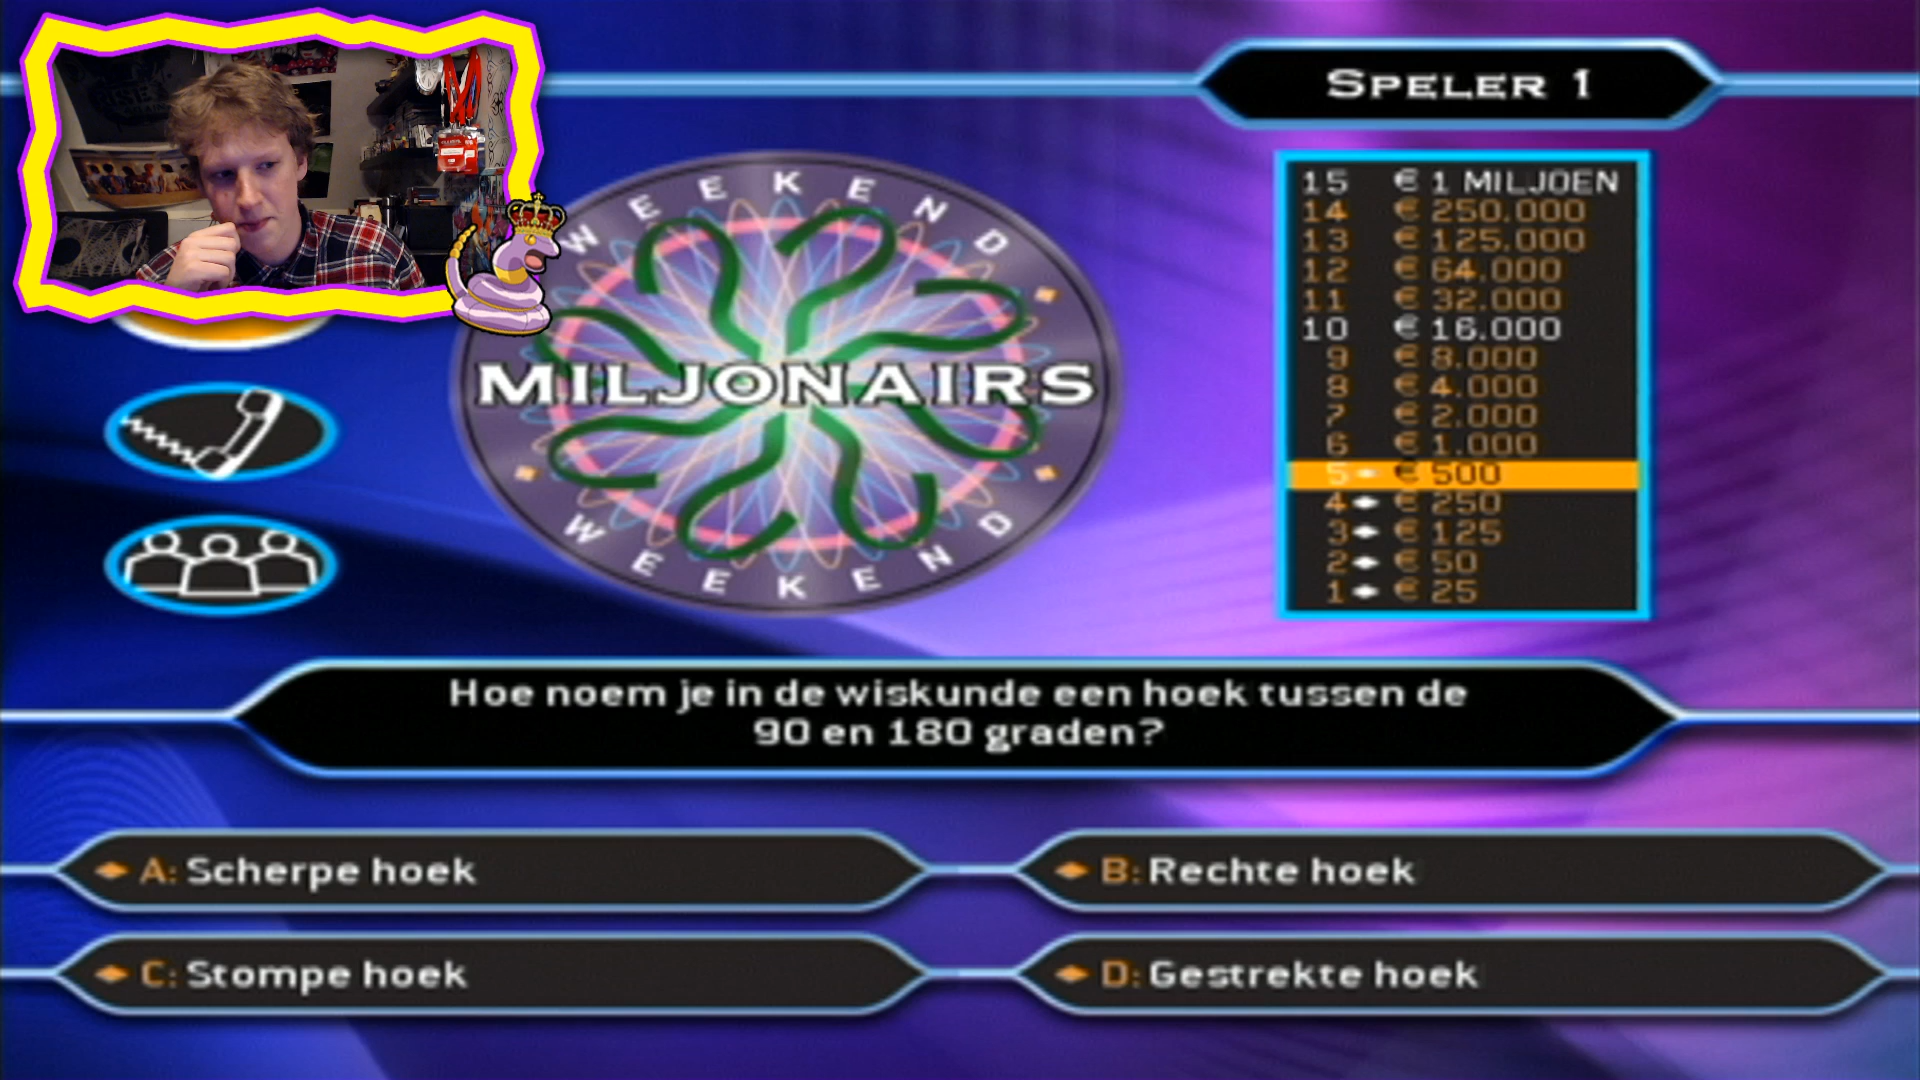 SPELER 1
WEEKEND
MILJONAIRS
WEEKEND
15 € 1 MILJOEN
14 € 250.000
13 € 125.000
12 € 64.000
11 € 32.000
10 € 16.000
9 € 8.000
8 € 4.000
7 € 2.000
6 € 1.000
5 € 500
4 € 250
3 € 125
2 € 50
1 € 25
Hoe noem je in de wiskunde een hoek tussen de
90 en 180 graden?
A: Scherpe hoek
B: Rechte hoek
C: Stompe hoek
D: Gestrekte hoek